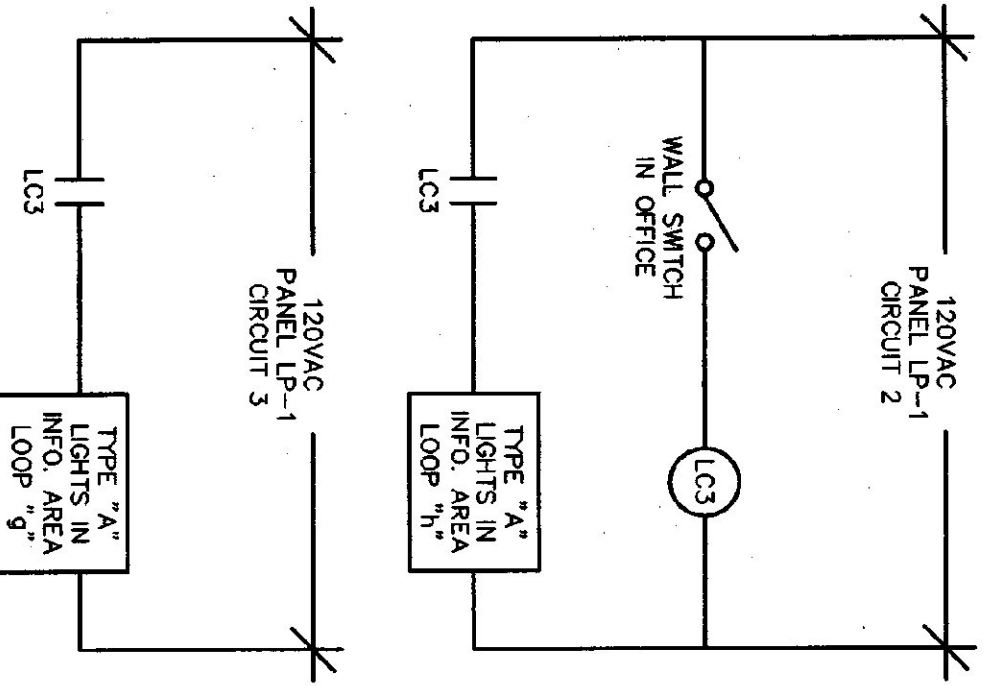 120VAC
PANEL LP-1
CIRCUIT 2
WALL SWITCH
IN OFFICE
LC3
LC3
TYPE "A"
LIGHTS IN
INFO. AREA
LOOP "h"
120VAC
PANEL LP-1
CIRCUIT 3
LC3
TYPE "A"
LIGHTS IN
INFO. AREA
LOOP "g"